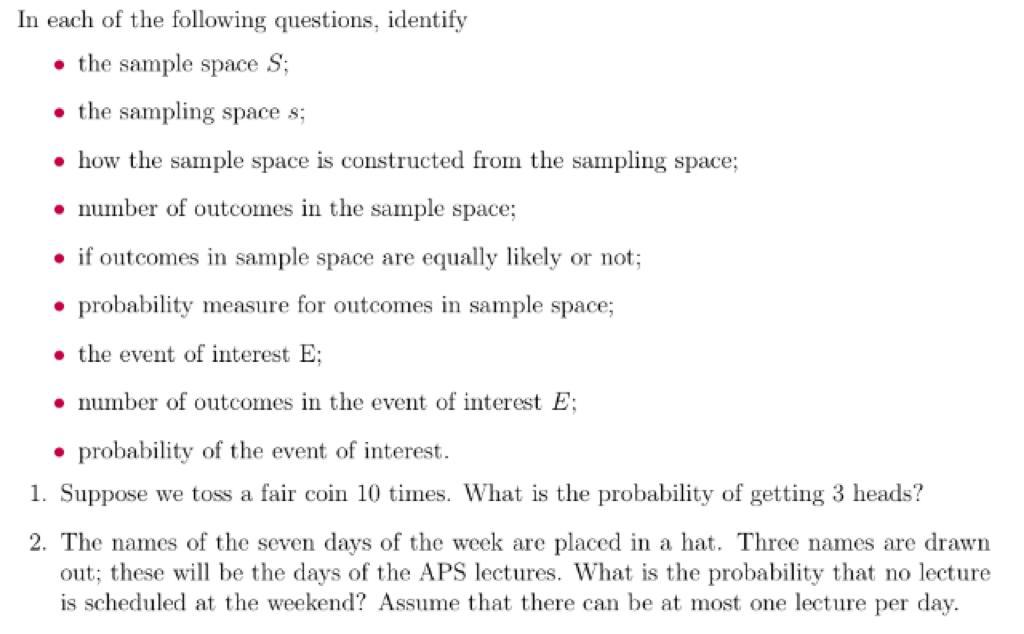 In each of the following questions, identify
• the sample space S;
• the sampling space s;
• how the sample space is constructed from the sampling space;
• number of outcomes in the sample space;
• if outcomes in sample space are equally likely or not;
• probability measure for outcomes in sample space;
• the event of interest E;
• number of outcomes in the event of interest E;
• probability of the event of interest.
1. Suppose we toss a fair coin 10 times. What is the probability of getting 3 heads?
2. The names of the seven days of the week are placed in a hat. Three names are drawn
out; these will be the days of the APS lectures. What is the probability that no lecture
is scheduled at the weekend? Assume that there can be at most one lecture per day.